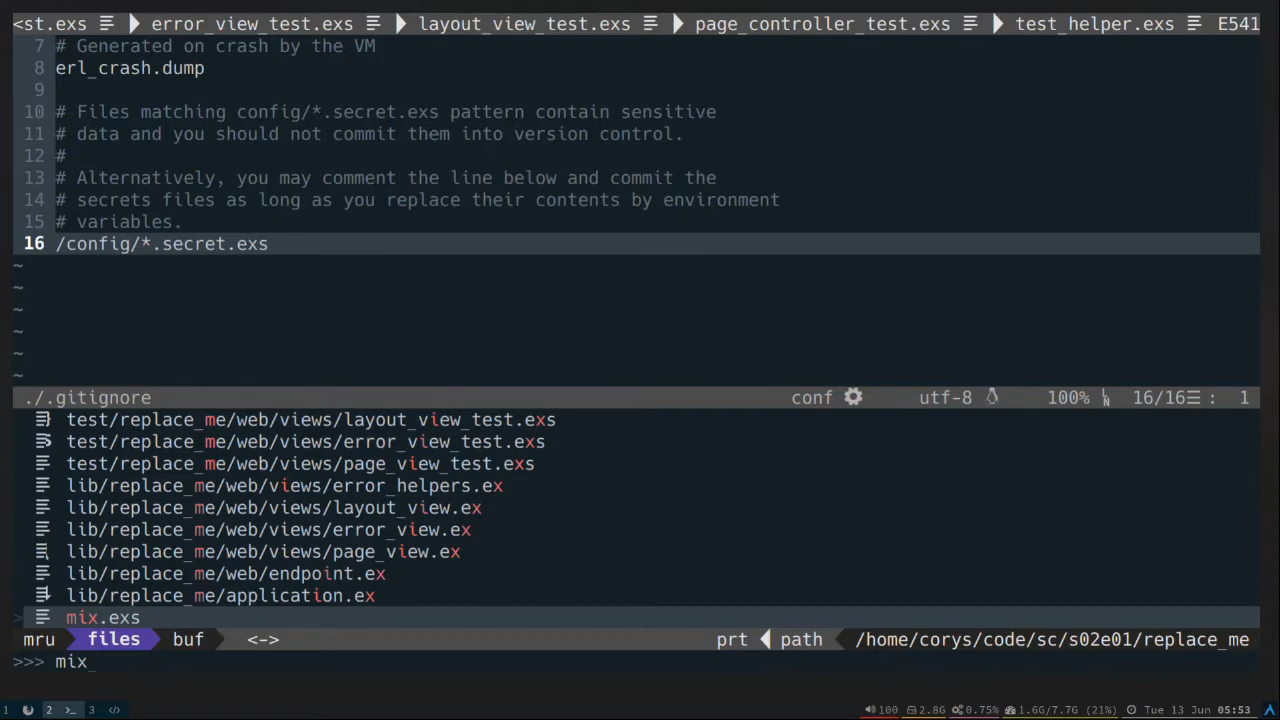 <st.exs error_view_test.exs layout_view_test.exs page_controller_test.exs test_helper.exs E541
7 # Generated on crash by the VM
8 erl_crash.dump
9
10 # Files matching config/*.secret.exs pattern contain sensitive
11 # data and you should not commit them into version control.
12 #
13 # Alternatively, you may comment the line below and commit the
14 # secrets files as long as you replace their contents by environment
15 # variables.
16 /config/*.secret.exs
~
~
~
~
~
~
./.gitignore conf utf-8 100% 16/16 : 1
test/replace_me/web/views/layout_view_test.exs
test/replace_me/web/views/error_view_test.exs
test/replace_me/web/views/page_view_test.exs
lib/replace_me/web/views/error_helpers.ex
lib/replace_me/web/views/layout_view.ex
lib/replace_me/web/views/error_view.ex
lib/replace_me/web/views/page_view.ex
lib/replace_me/web/endpoint.ex
lib/replace_me/application.ex
> mix.exs
mru files buf <-> prt path /home/corys/code/sc/s02e01/replace_me
>>> mix_
1 2 >_ 3 </> 100 2.8G 0.75% 1.6G/7.7G (21%) Tue 13 Jun 05:53